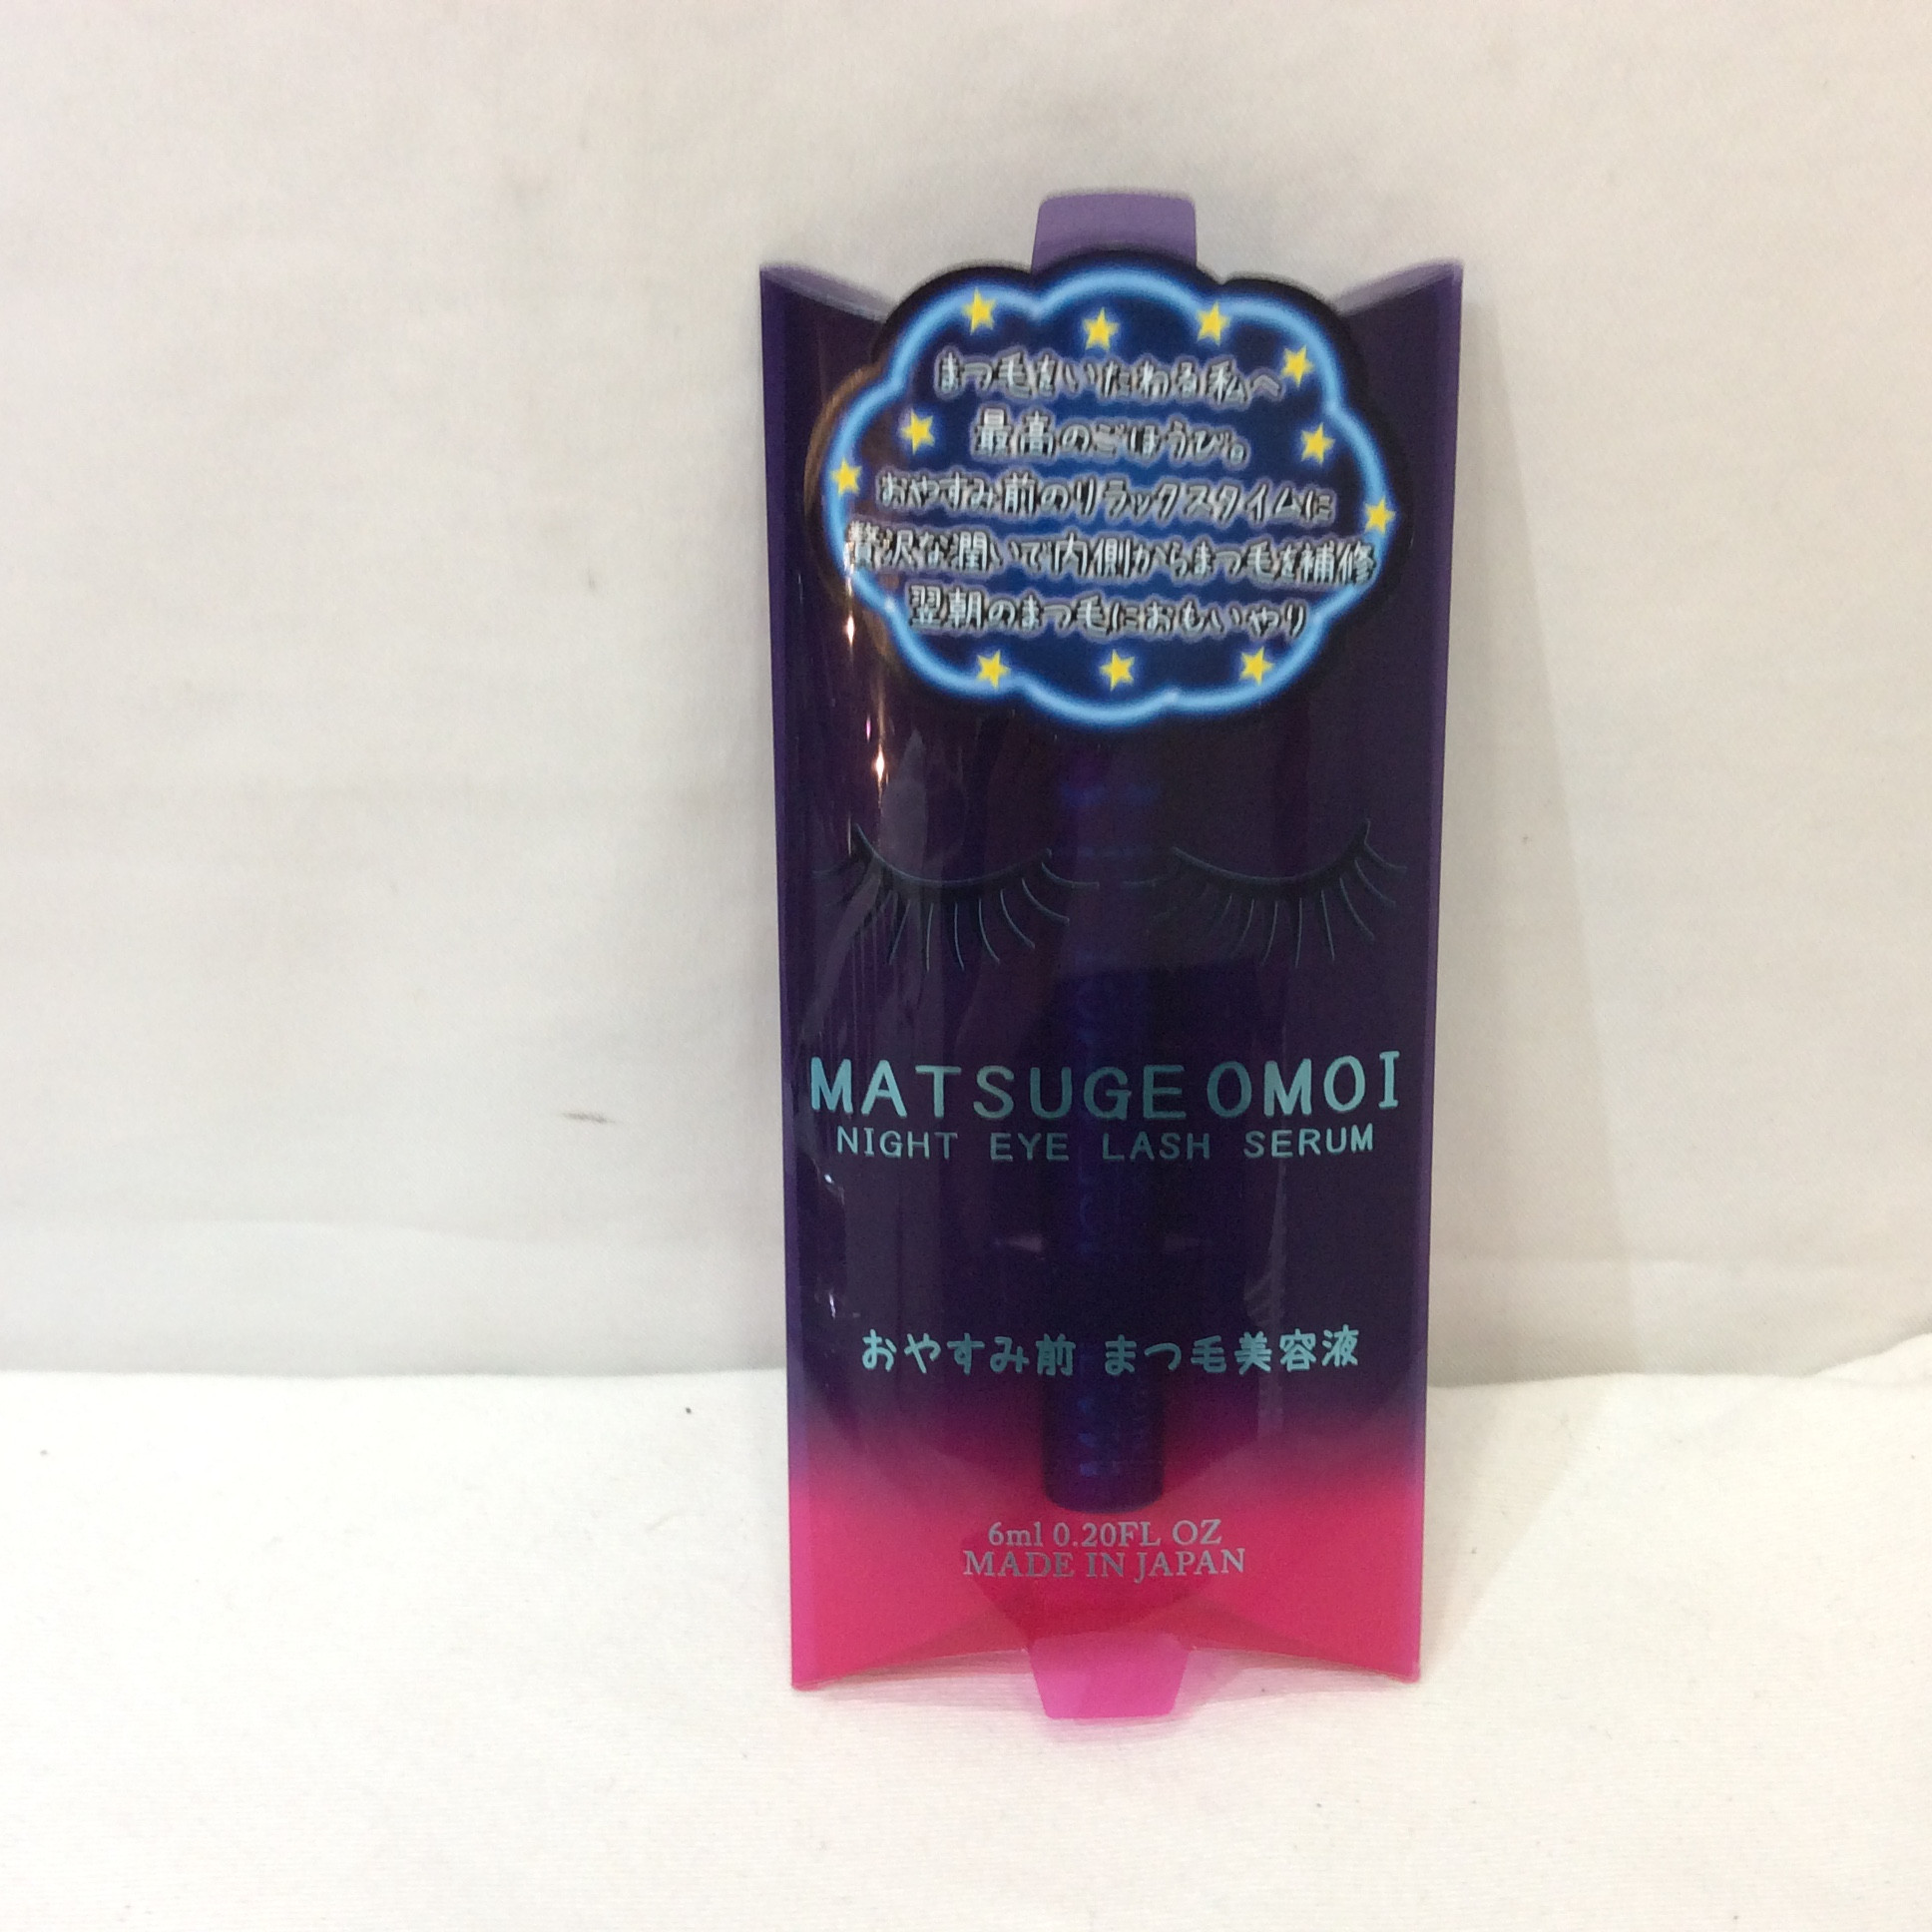 まつ毛をいたわる私へ
最高のごほうび。
おやすみ前のリラックスタイムに
贅沢な潤いで内側からまつ毛を補修
翌朝のまつ毛におもいやり
MATSUGE OMOI
NIGHT EYE LASH SERUM
おやすみ前 まつ毛美容液
6ml 0.20FL OZ
MADE IN JAPAN